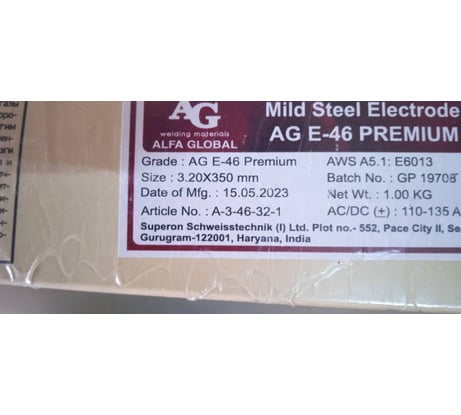 газы
AG
welding materials
ALFA GLOBAL
Mild Steel Electrode
AG E-46 PREMIUM
Grade : AG E-46 Premium
AWS A5.1: E6013
Size : 3.20X350 mm
Batch No. : GP 19708
Date of Mfg. : 15.05.2023
Net Wt. : 1.00 KG
Article No. : A-3-46-32-1
AC/DC (±) : 110-135 A
Superon Schweisstechnik (I) Ltd. Plot no.- 552, Pace City II, Se
Gurugram-122001, Haryana, India